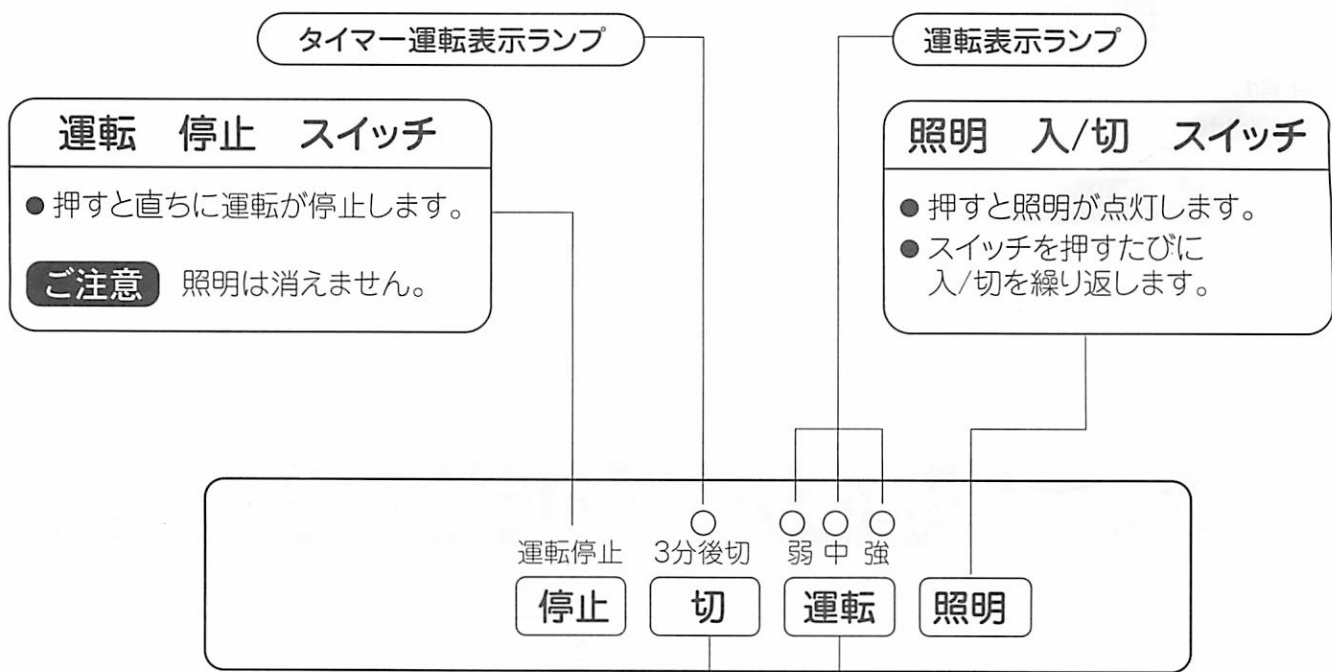 タイマー運転表示ランプ
運転表示ランプ
運転 停止 スイッチ
●押すと直ちに運転が停止します。
ご注意 照明は消えません。
照明 入/切 スイッチ
●押すと照明が点灯します。
●スイッチを押すたびに
入/切を繰り返します。
運転停止 3分後切 弱 中 強
停止 切 運転 照明